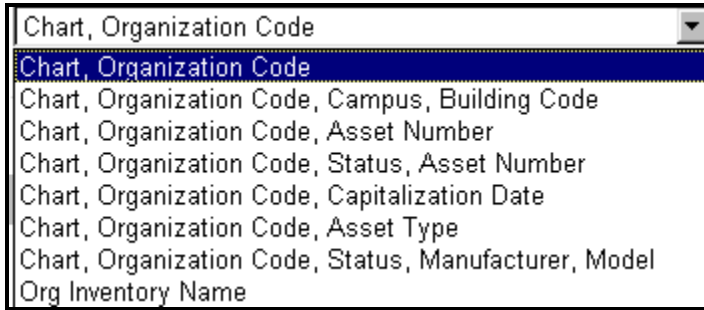 Chart, Organization Code
Chart, Organization Code
Chart, Organization Code, Campus, Building Code
Chart, Organization Code, Asset Number
Chart, Organization Code, Status, Asset Number
Chart, Organization Code, Capitalization Date
Chart, Organization Code, Asset Type
Chart, Organization Code, Status, Manufacturer, Model
Org Inventory Name